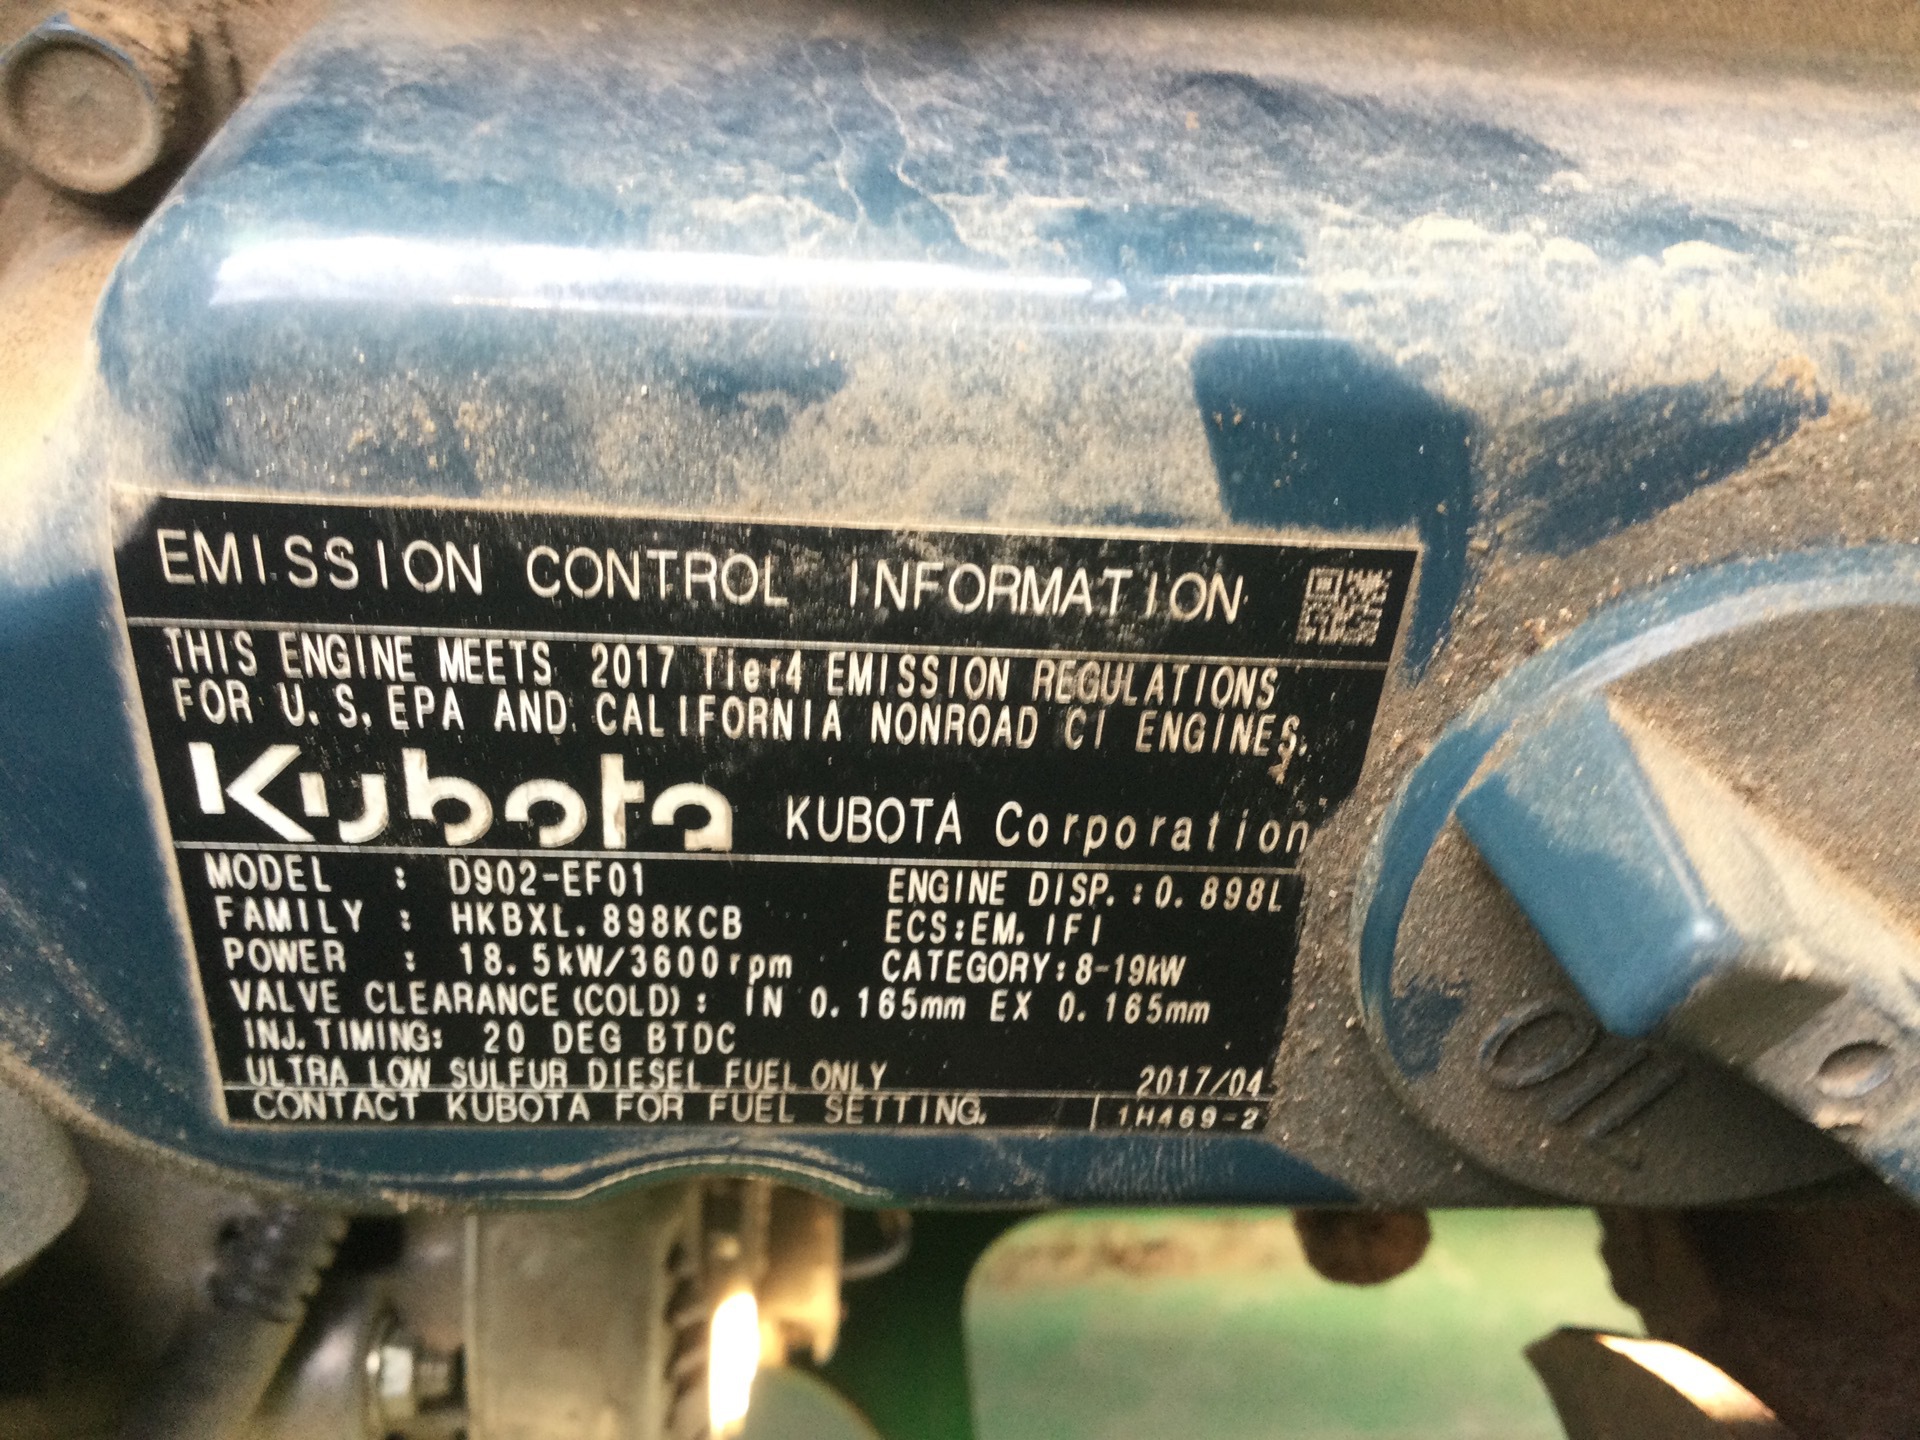 EMISSION CONTROL INFORMATION
THIS ENGINE MEETS 2017 Tier4 EMISSION REGULATIONS
FOR U.S.EPA AND CALIFORNIA NONROAD CI ENGINES.
Kubota KUBOTA Corporation
MODEL : D902-EF01 ENGINE DISP.:0.898L
FAMILY : HKBXL.898KCB ECS:EM, IFI
POWER : 18.5kW/3600rpm CATEGORY:8-19kW
VALVE CLEARANCE(COLD): IN 0.165mm EX 0.165mm
INJ.TIMING: 20 DEG BTDC
ULTRA LOW SULFUR DIESEL FUEL ONLY 2017/04
CONTACT KUBOTA FOR FUEL SETTING. 1H469-2
OIL